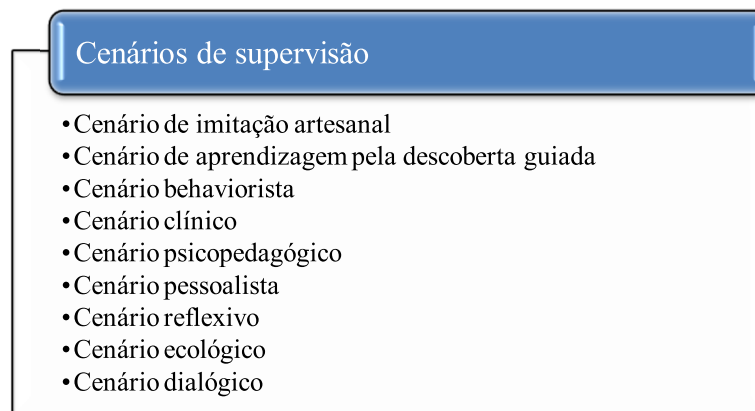 Cenários de supervisão
•Cenário de imitação artesanal
•Cenário de aprendizagem pela descoberta guiada
•Cenário behaviorista
•Cenário clínico
•Cenário psicopedagógico
•Cenário pessoalista
•Cenário reflexivo
•Cenário ecológico
•Cenário dialógico